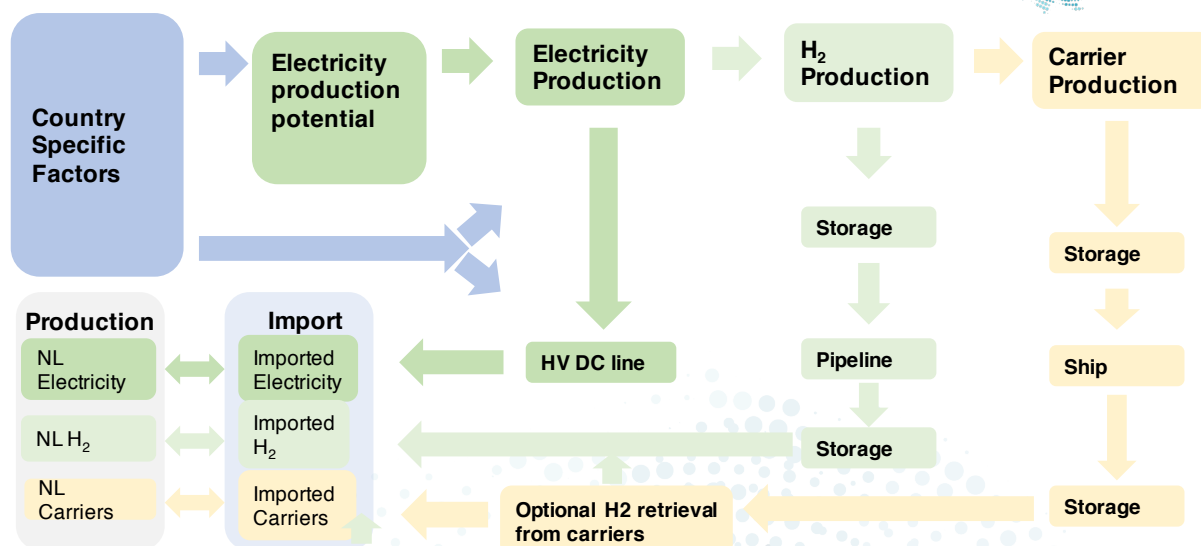 Country
Specific
Factors
Electricity
production
potential
Electricity
Production
H₂
Production
Carrier
Production
Storage
Storage
Production
Import
NL
Electricity
Imported
Electricity
HV DC line
Pipeline
Ship
NL H₂
Imported
H₂
Storage
NL
Carriers
Imported
Carriers
Optional H2 retrieval
from carriers
Storage